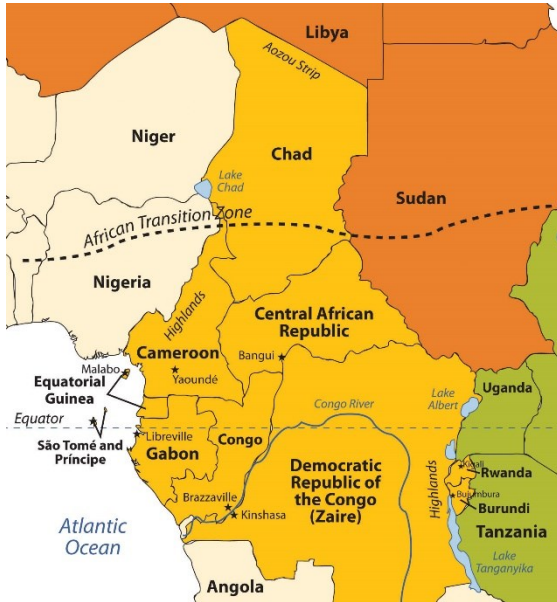 Libya
Aozou Strip
Niger
Chad
Lake
Chad
Sudan
African Transition Zone
Nigeria
Highlands
Central African
Republic
Cameroon
Bangui
Malabo
Yaoundé
Equatorial
Guinea
Uganda
Lake
Albert
Congo River
Equator
Libreville
Congo
São Tomé and
Príncipe
Gabon
Democratic
Republic of
the Congo
(Zaire)
Highlands
Kigali
Rwanda
Bujumbura
Burundi
Brazzaville
Kinshasa
Tanzania
Atlantic
Ocean
Lake
Tanganyika
Angola